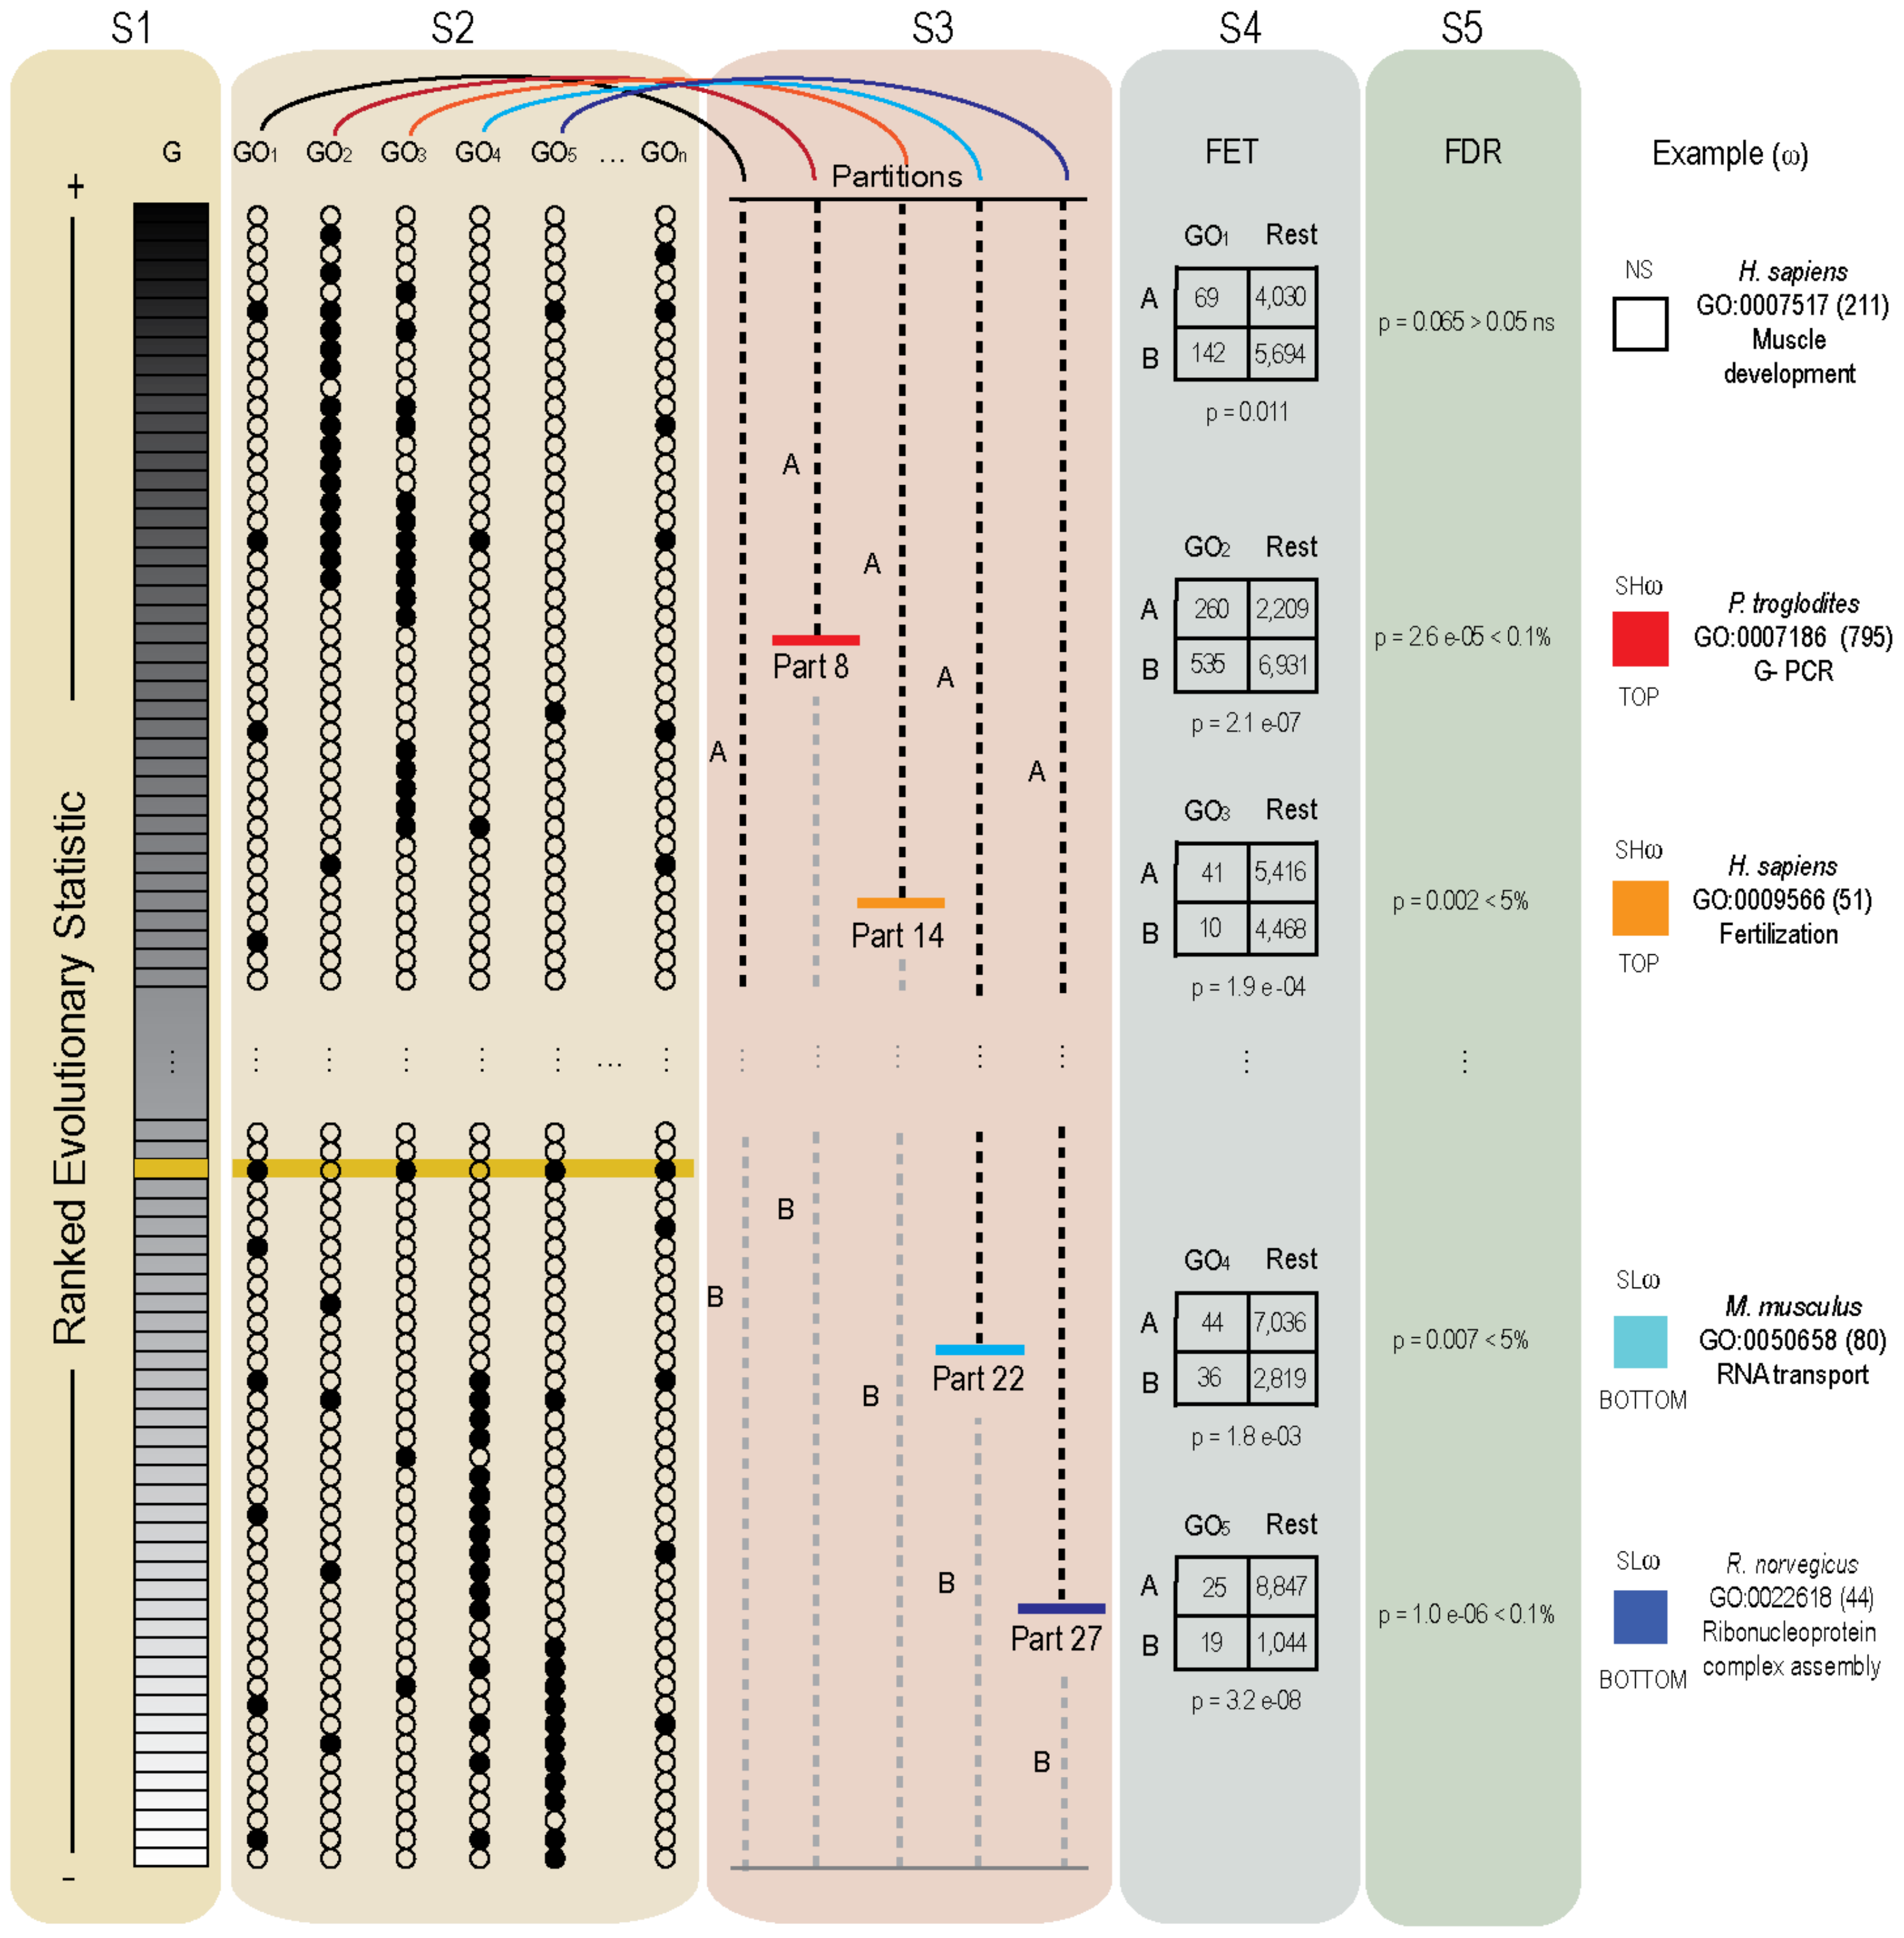 S1 S2 S3 S4 S5
G GO1 GO2 GO3 GO4 GO5 ... GOn FET FDR Example (ω)
Partitions
+
Ranked Evolutionary Statistic
-
GO1 Rest
A 69 4,030
B 142 5,694
p = 0.011
p = 0.065 > 0.05 ns
NS
H. sapiens
GO:0007517 (211)
Muscle
development
A
A
A
A
A
Part 8
Part 14
GO2 Rest
A 260 2,209
B 535 6,931
p = 2.1 e-07
p = 2.6 e-05 < 0.1%
SHω
TOP
P. troglodites
GO:0007186 (795)
G- PCR
GO3 Rest
A 41 5,416
B 10 4,468
p = 1.9 e -04
p = 0.002 < 5%
SHω
TOP
H. sapiens
GO:0009566 (51)
Fertilization
...
B
B
B
B
B
Part 22
Part 27
GO4 Rest
A 44 7,036
B 36 2,819
p = 1.8 e-03
p = 0.007 < 5%
SLω
BOTTOM
M. musculus
GO:0050658 (80)
RNA transport
GO5 Rest
A 25 8,847
B 19 1,044
p = 3.2 e-08
p = 1.0 e-06 < 0.1%
SLω
BOTTOM
R. norvegicus
GO:0022618 (44)
Ribonucleoprotein
complex assembly